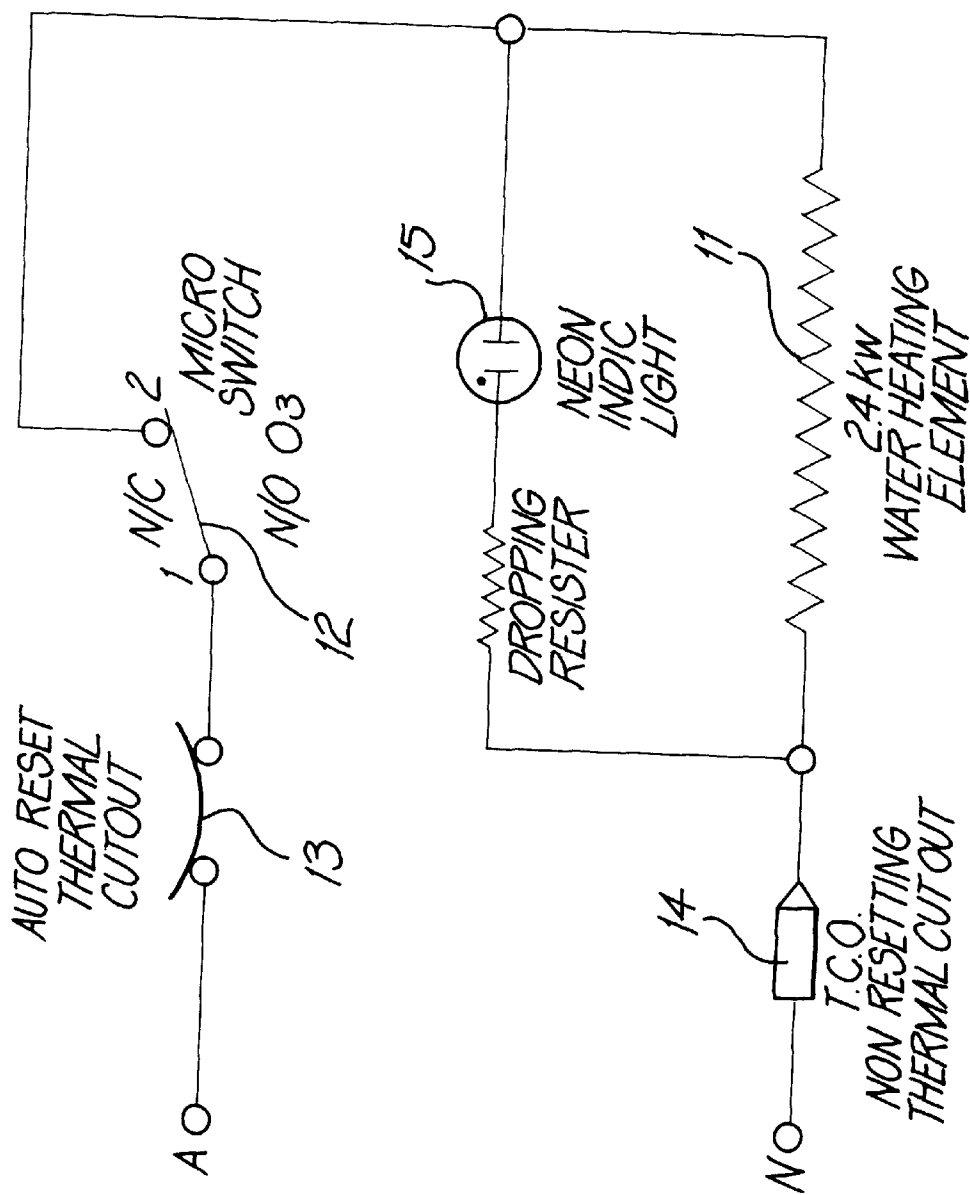 AUTO RESET
THERMAL
CUTOUT
13
A
1
N/C
2
MICRO
SWITCH
N/O O3
12
15
NEON
INDIC
LIGHT
DROPPING
RESISTER
11
2.4 KW
WATER HEATING
ELEMENT
14
T.C.O.
NON RESETTING
THERMAL CUT OUT
N